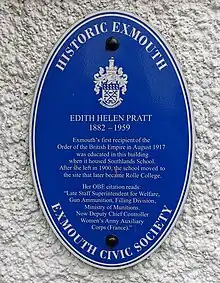 HISTORIC EXMOUTH
EDITH HELEN PRATT
1882 - 1959
Exmouth's first recipient of the
Order of the British Empire in August 1917
was educated in this building
when it housed Southlands School.
After she left in 1900, the school moved to
the site that later became Rolle College.
Her OBE citation reads:
"Late Staff Superintendent for Welfare,
Gun Ammunition, Filling Division,
Ministry of Munitions.
Now Deputy Chief Controller
Women's Army Auxiliary
Corps (France)."
EXMOUTH CIVIC SOCIETY